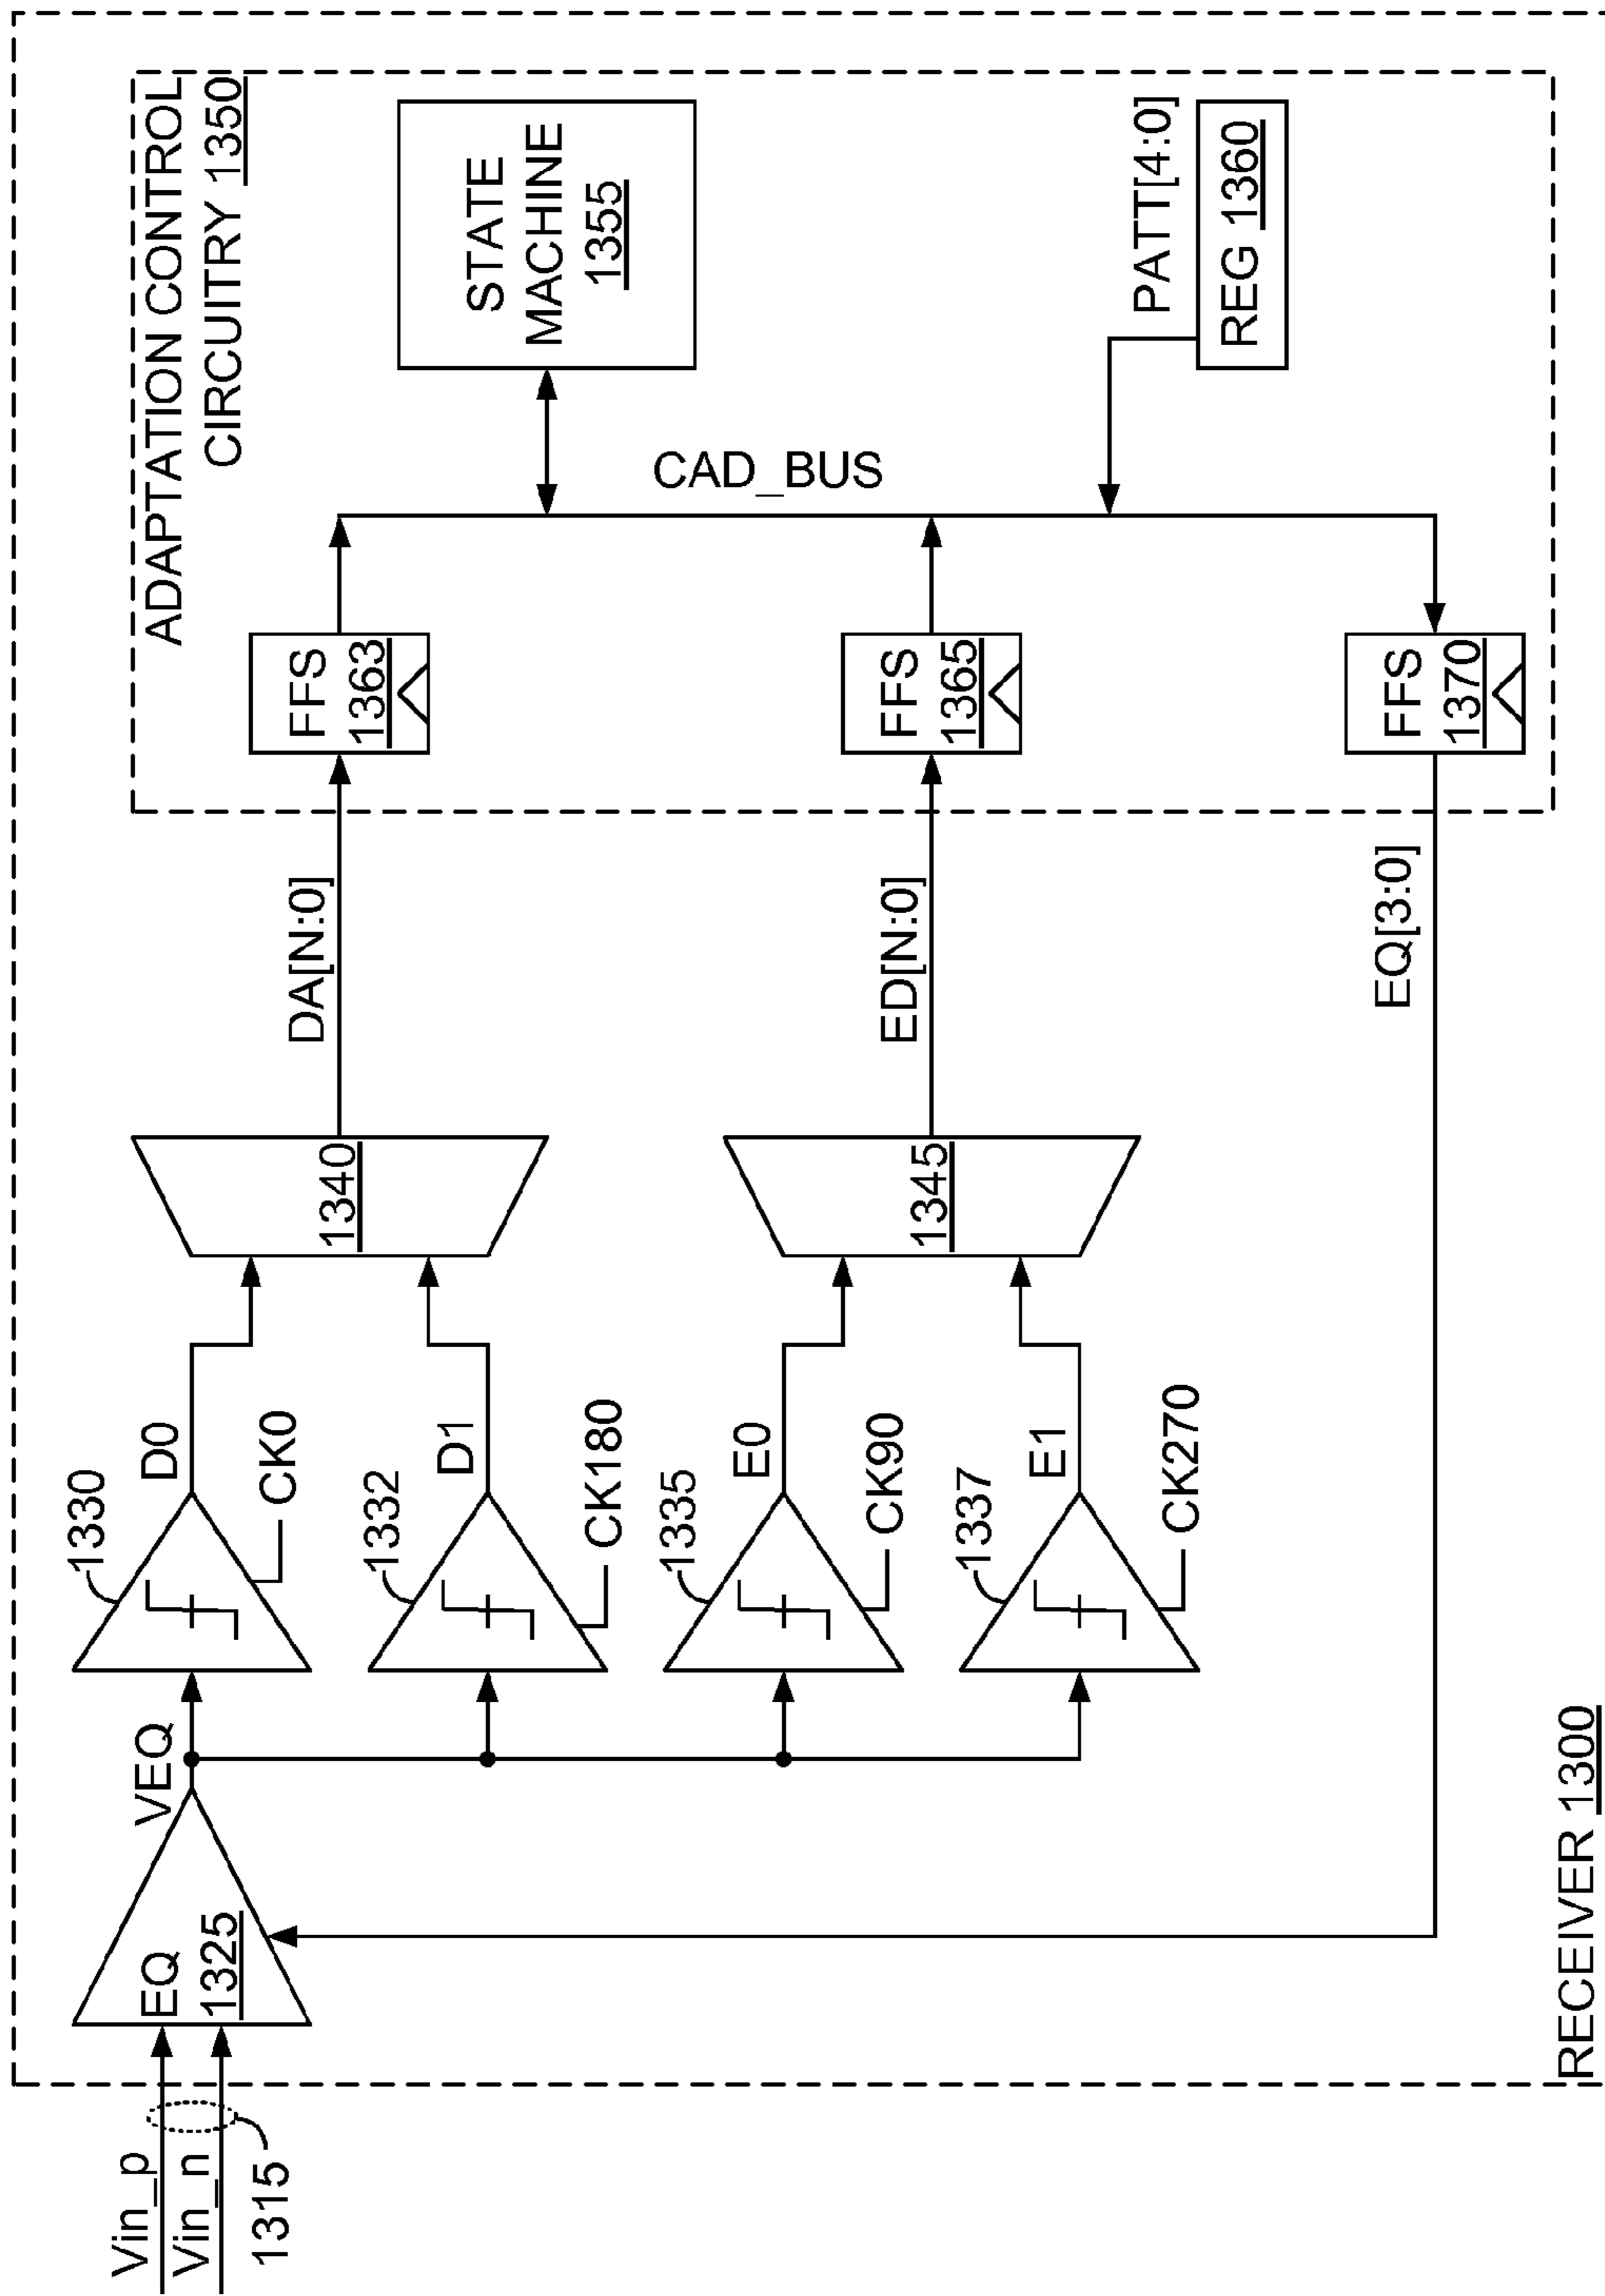 Vin_p
Vin_n
1315
EQ
1325
VEQ
1330
D0
CK0
1332
D1
CK180
1335
E0
CK90
1337
E1
CK270
1340
1345
DA[N:0]
ED[N:0]
EQ[3:0]
ADAPTATION CONTROL
CIRCUITRY 1350
FFS
1363
FFS
1365
FFS
1370
CAD_BUS
STATE
MACHINE
1355
PATT[4:0]
REG 1360
RECEIVER 1300